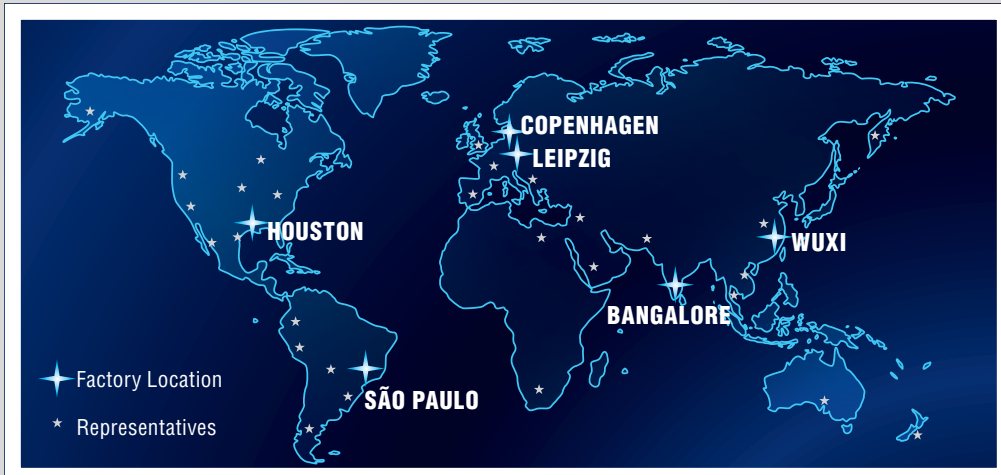 COPENHAGEN
LEIPZIG
HOUSTON
WUXI
BANGALORE
Factory Location
SÃO PAULO
Representatives